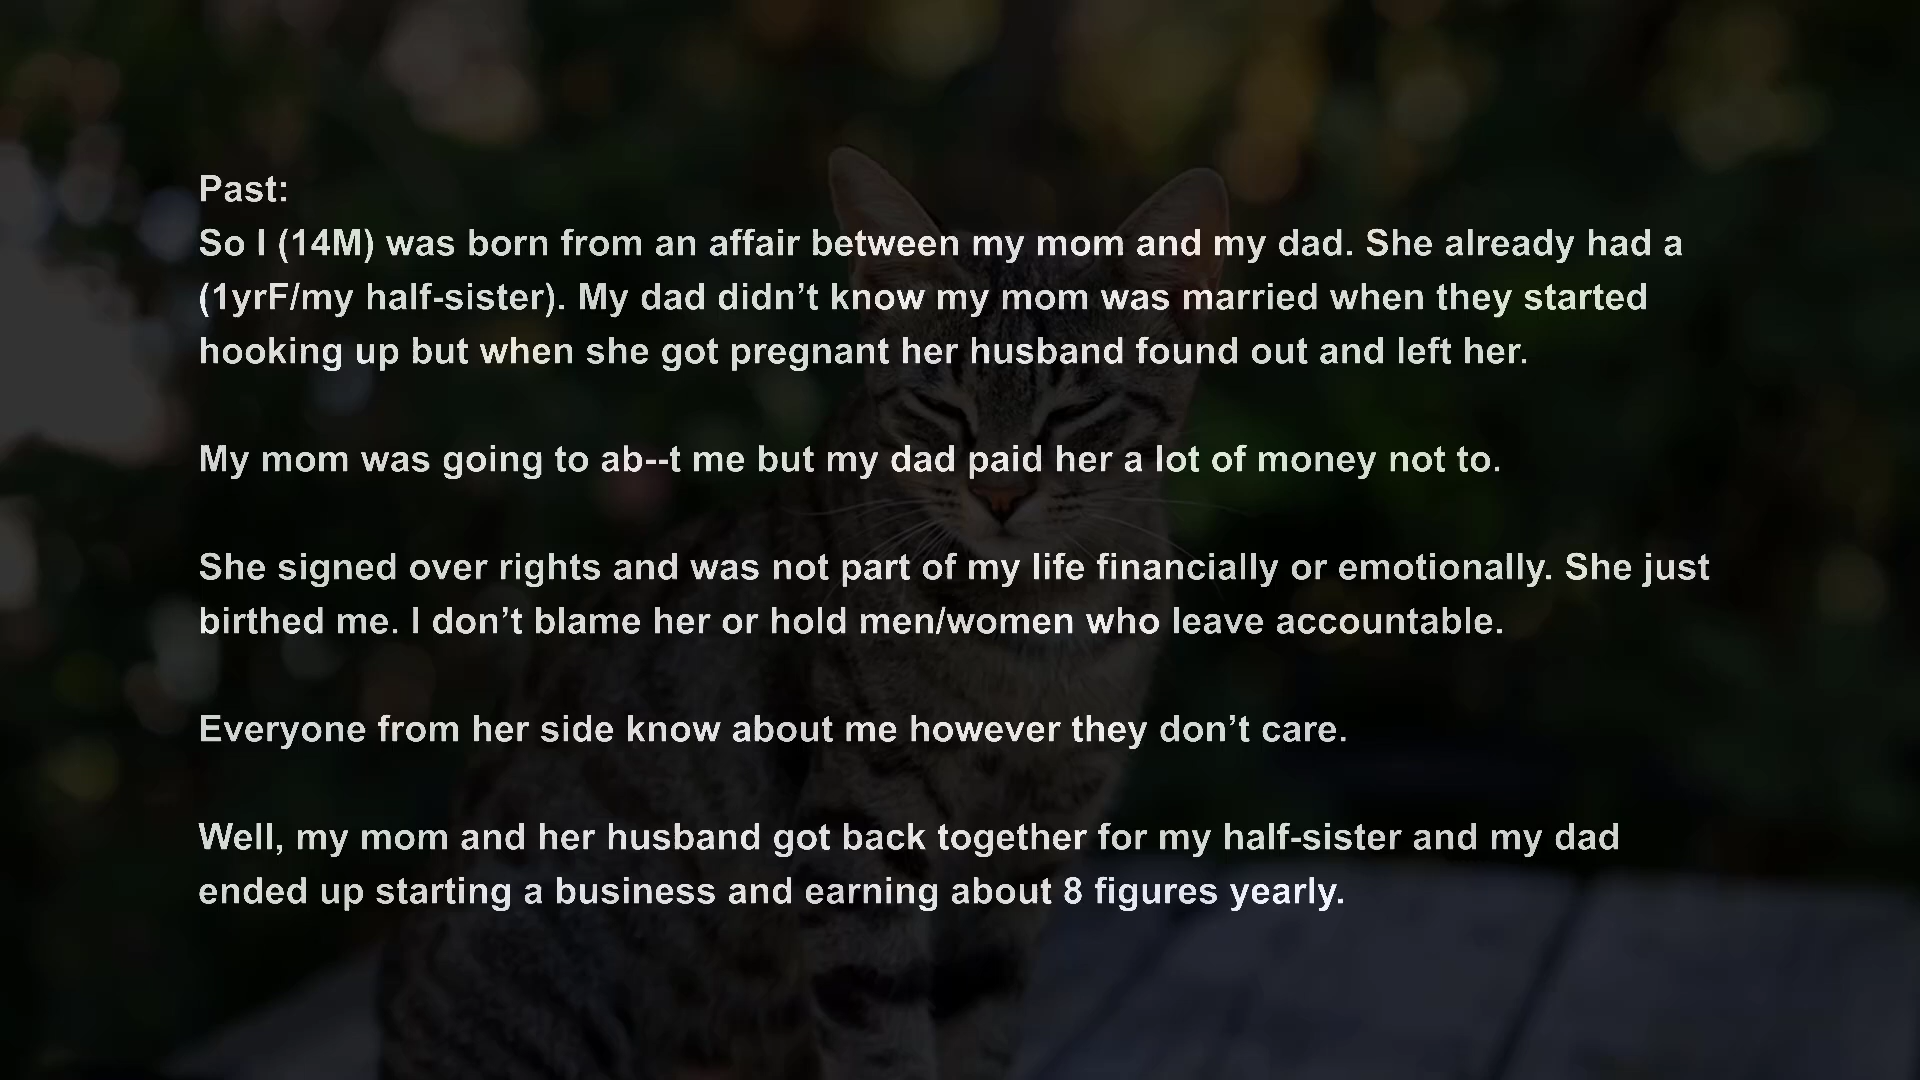 Past:
So I (14M) was born from an affair between my mom and my dad. She already had a
(1yrF/my half-sister). My dad didn’t know my mom was married when they started
hooking up but when she got pregnant her husband found out and left her.
My mom was going to ab--t me but my dad paid her a lot of money not to.
She signed over rights and was not part of my life financially or emotionally. She just
birthed me. I don’t blame her or hold men/women who leave accountable.
Everyone from her side know about me however they don’t care.
Well, my mom and her husband got back together for my half-sister and my dad
ended up starting a business and earning about 8 figures yearly.